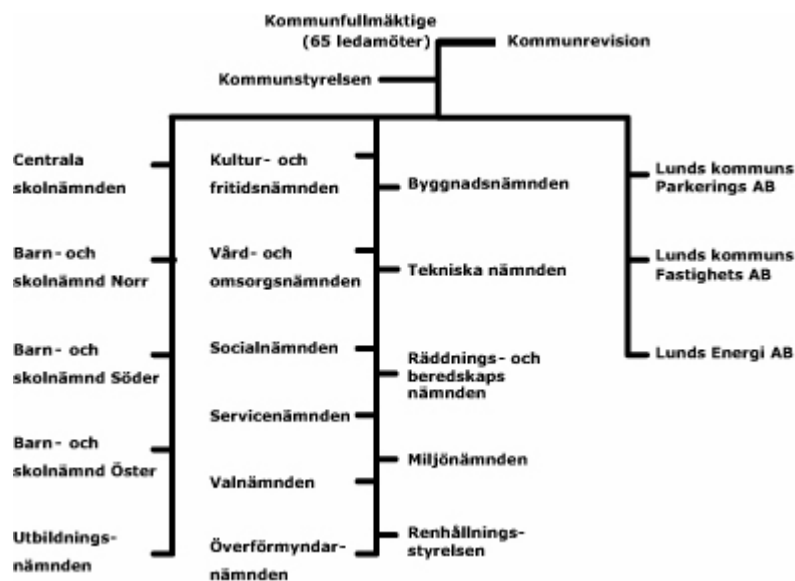 Kommunfullmäktige
(65 ledamöter)
Kommunrevision
Kommunstyrelsen
Centrala
skolnämnden
Barn- och
skolnämnd Norr
Barn- och
skolnämnd Söder
Barn- och
skolnämnd Öster
Utbildnings-
nämnden
Kultur- och
fritidsnämnden
Vård- och
omsorgsnämnden
Socialnämnden
Servicenämnden
Valnämnden
Överförmyndar-
nämnden
Byggnadsnämnden
Tekniska nämnden
Räddnings- och
beredskaps
nämnden
Miljönämnden
Renhållnings-
styrelsen
Lunds kommuns
Parkerings AB
Lunds kommuns
Fastighets AB
Lunds Energi AB